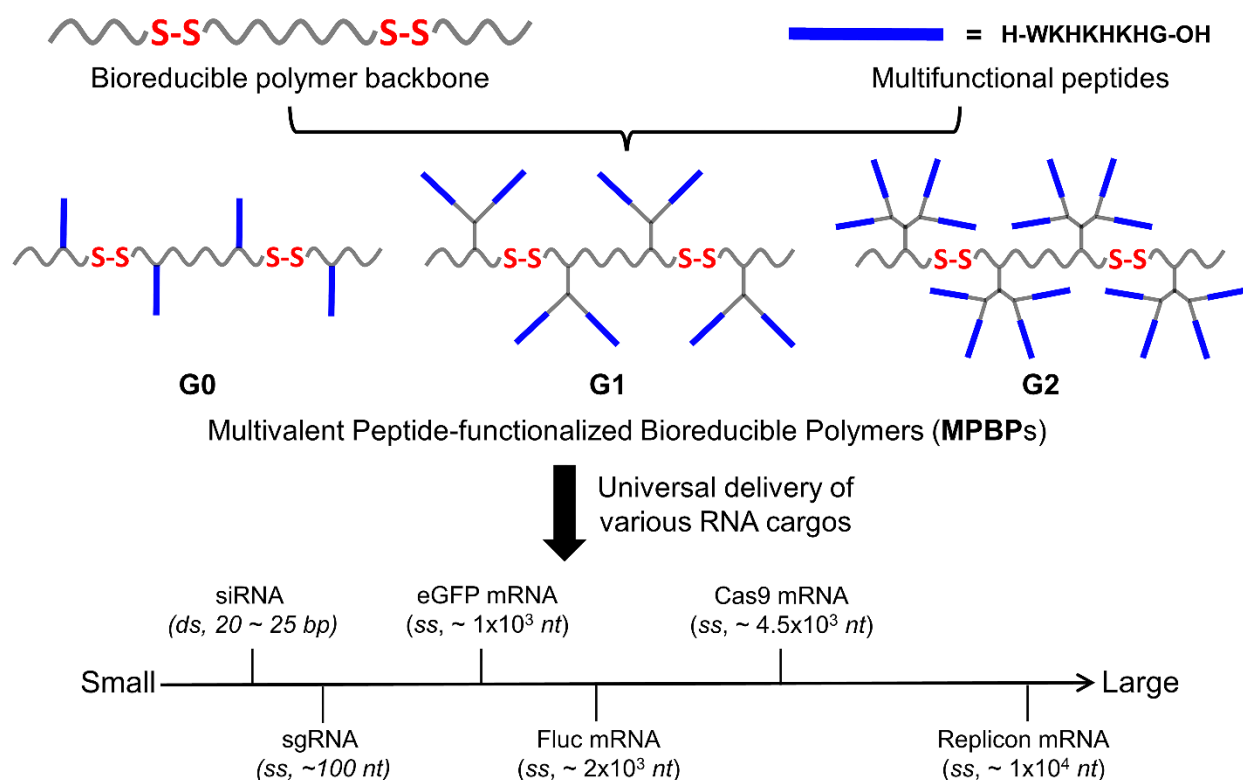 S-S S-S = H-WKHKHKHG-OH
Bioreducible polymer backbone Multifunctional peptides
S-S S-S S-S S-S S-S S-S
G0 G1 G2
Multivalent Peptide-functionalized Bioreducible Polymers (MPBPs)
Universal delivery of
various RNA cargos
siRNA eGFP mRNA Cas9 mRNA
(ds, 20 ~ 25 bp) (ss, ~ 1x10³ nt) (ss, ~ 4.5x10³ nt)
Small Large
sgRNA Fluc mRNA Replicon mRNA
(ss, ~100 nt) (ss, ~ 2x10³ nt) (ss, ~ 1x10⁴ nt)